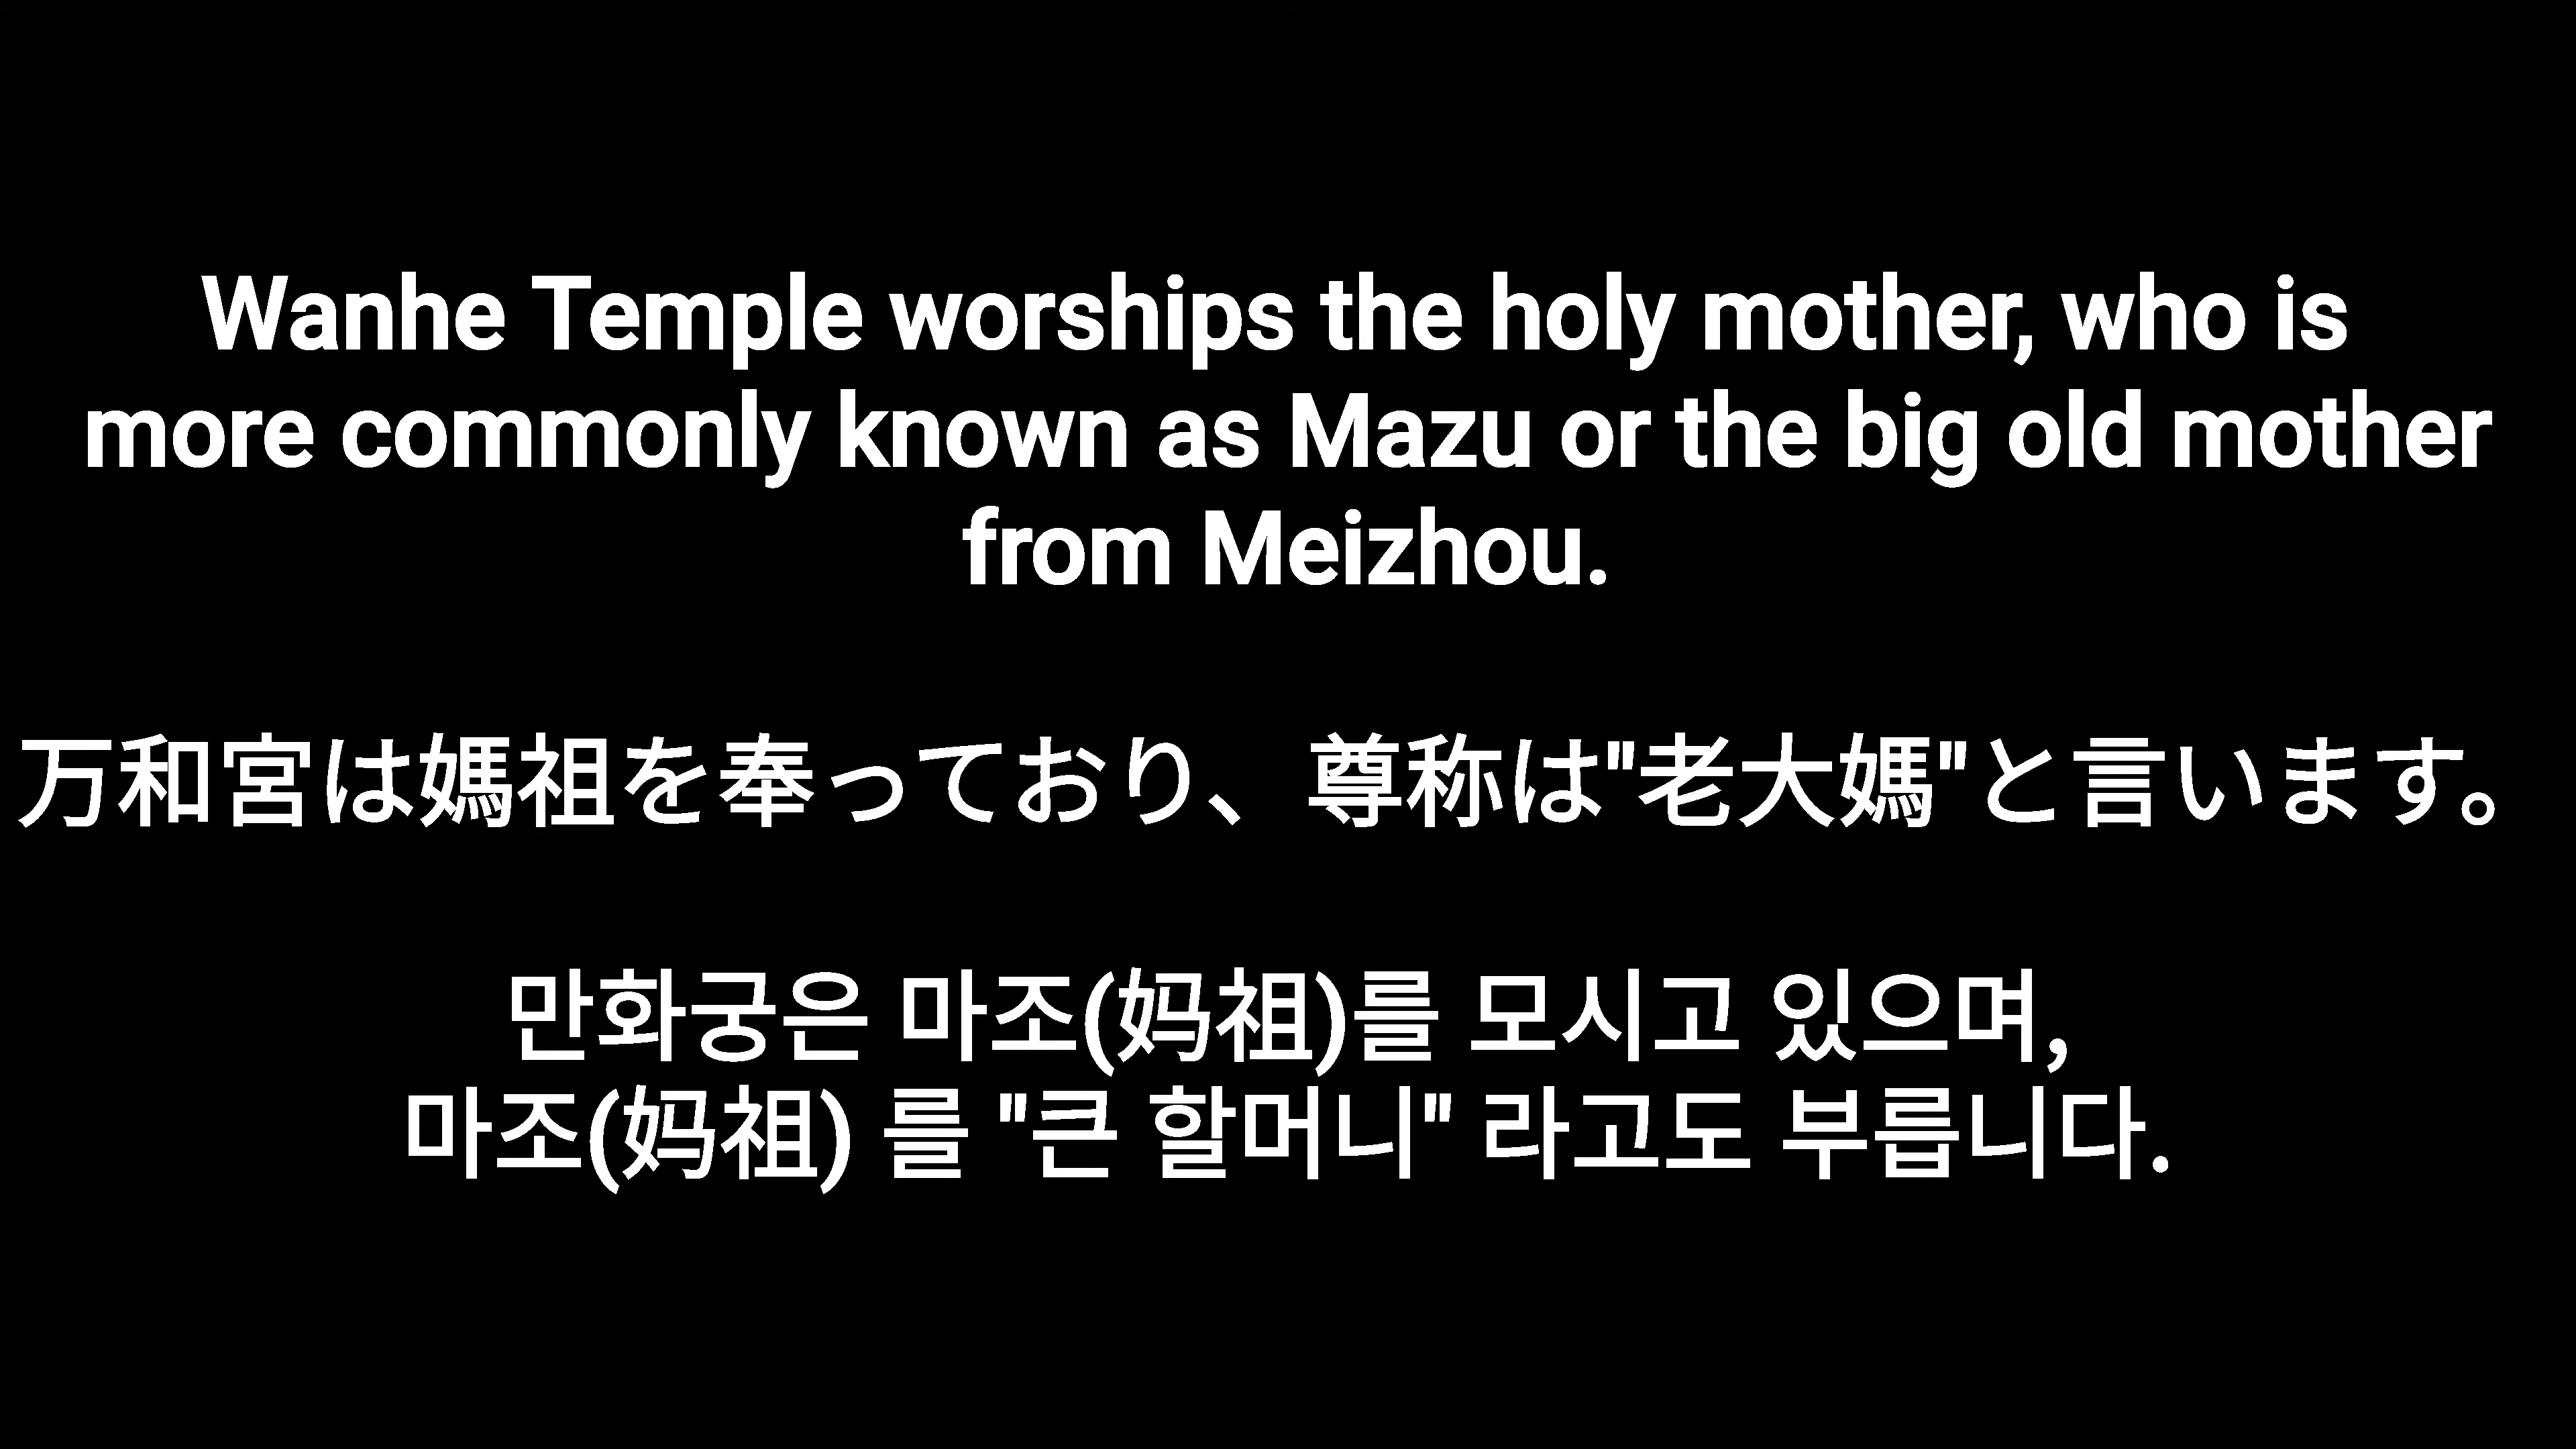 Wanhe Temple worships the holy mother, who is
more commonly known as Mazu or the big old mother
from Meizhou.
万和宮は媽祖を奉っており、尊称は"老大媽"と言います。
만화궁은 마조(妈祖)를 모시고 있으며,
마조(妈祖) 를 "큰 할머니" 라고도 부릅니다.